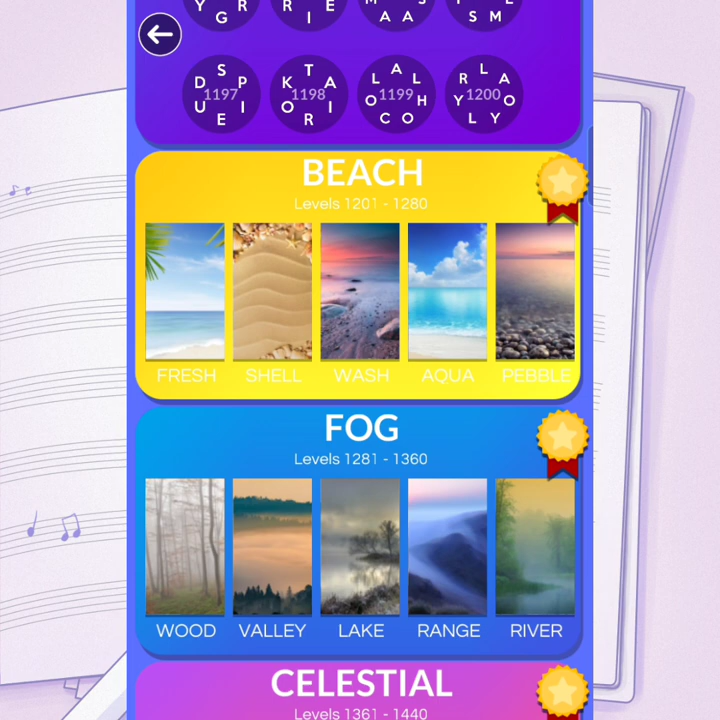 Y G R
R I E
M A A S
S M
S D P 1197 U I E
T K A 1198 O I R
A L L 1199 O H C O
L R A 1200 Y O L Y
BEACH
Levels 1201 - 1280
FRESH SHELL WASH AQUA PEBBLE
FOG
Levels 1281 - 1360
WOOD VALLEY LAKE RANGE RIVER
CELESTIAL
Levels 1361 - 1440